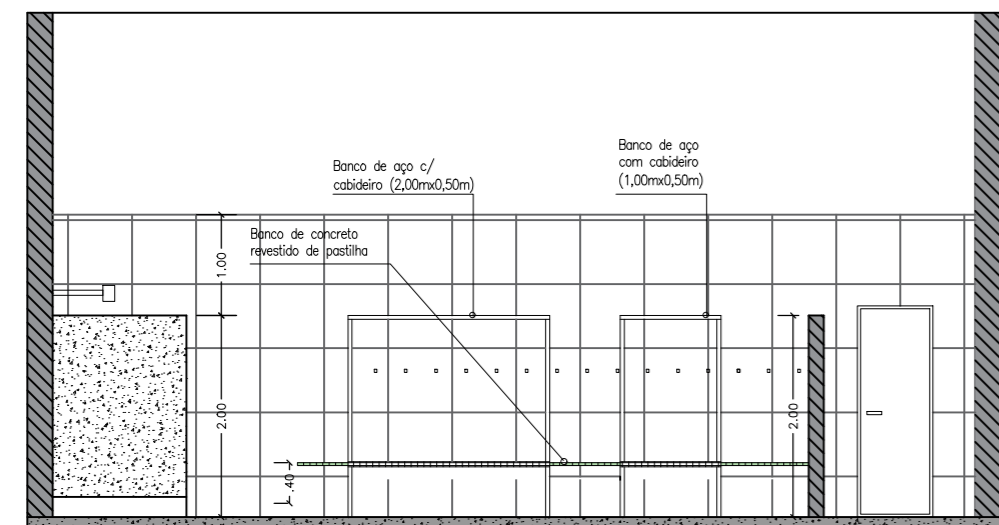 Banco de aço c/
cabideiro (2,00mx0,50m)
Banco de aço
com cabideiro
(1,00mx0,50m)
Banco de concreto
revestido de pastilha
1.00
2.00
.40
2.00